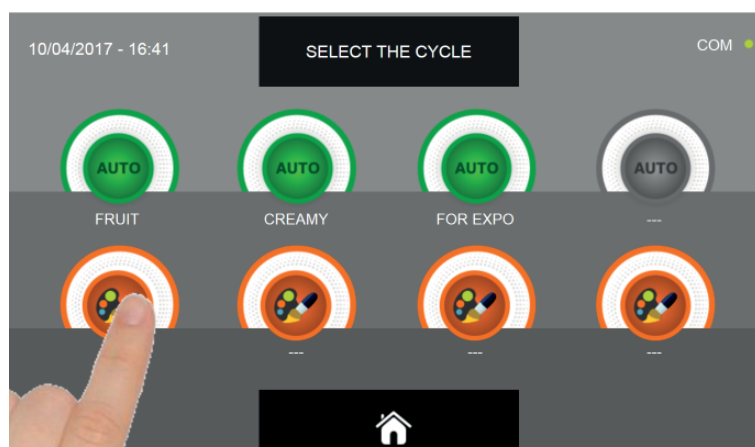 10/04/2017 - 16:41
SELECT THE CYCLE
COM
AUTO
AUTO
AUTO
AUTO
FRUIT
CREAMY
FOR EXPO
---
---
---
---